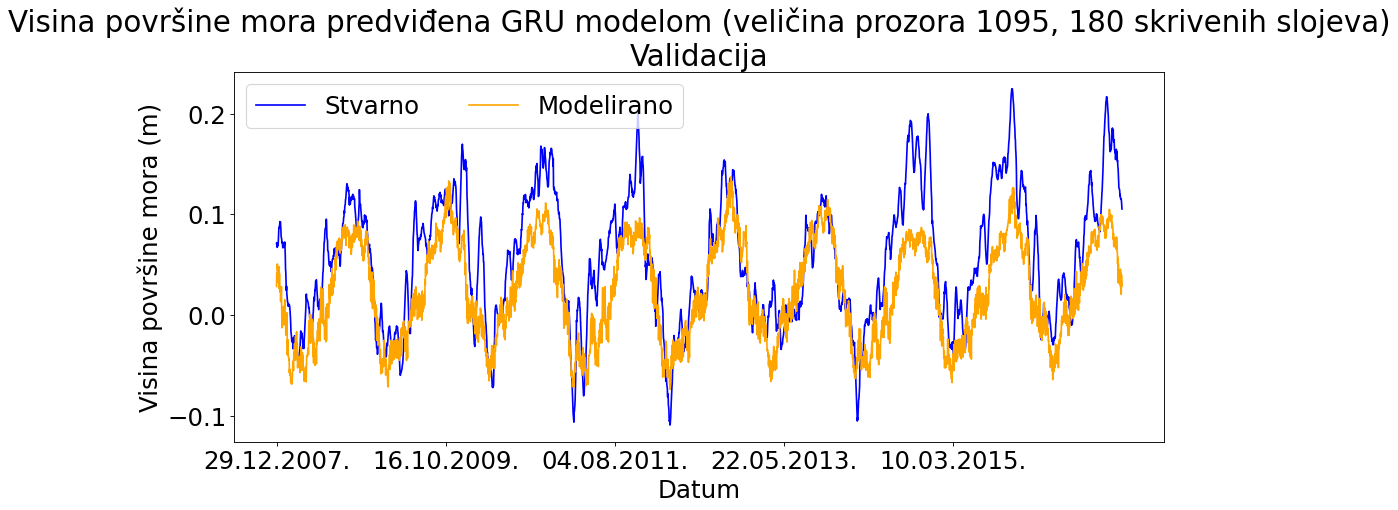 Visina površine mora predviđena GRU modelom (veličina prozora 1095, 180 skrivenih slojeva)
Validacija
Stvarno
Modelirano
Visina površine mora (m)
0.2
0.1
0.0
−0.1
29.12.2007.
16.10.2009.
04.08.2011.
22.05.2013.
10.03.2015.
Datum